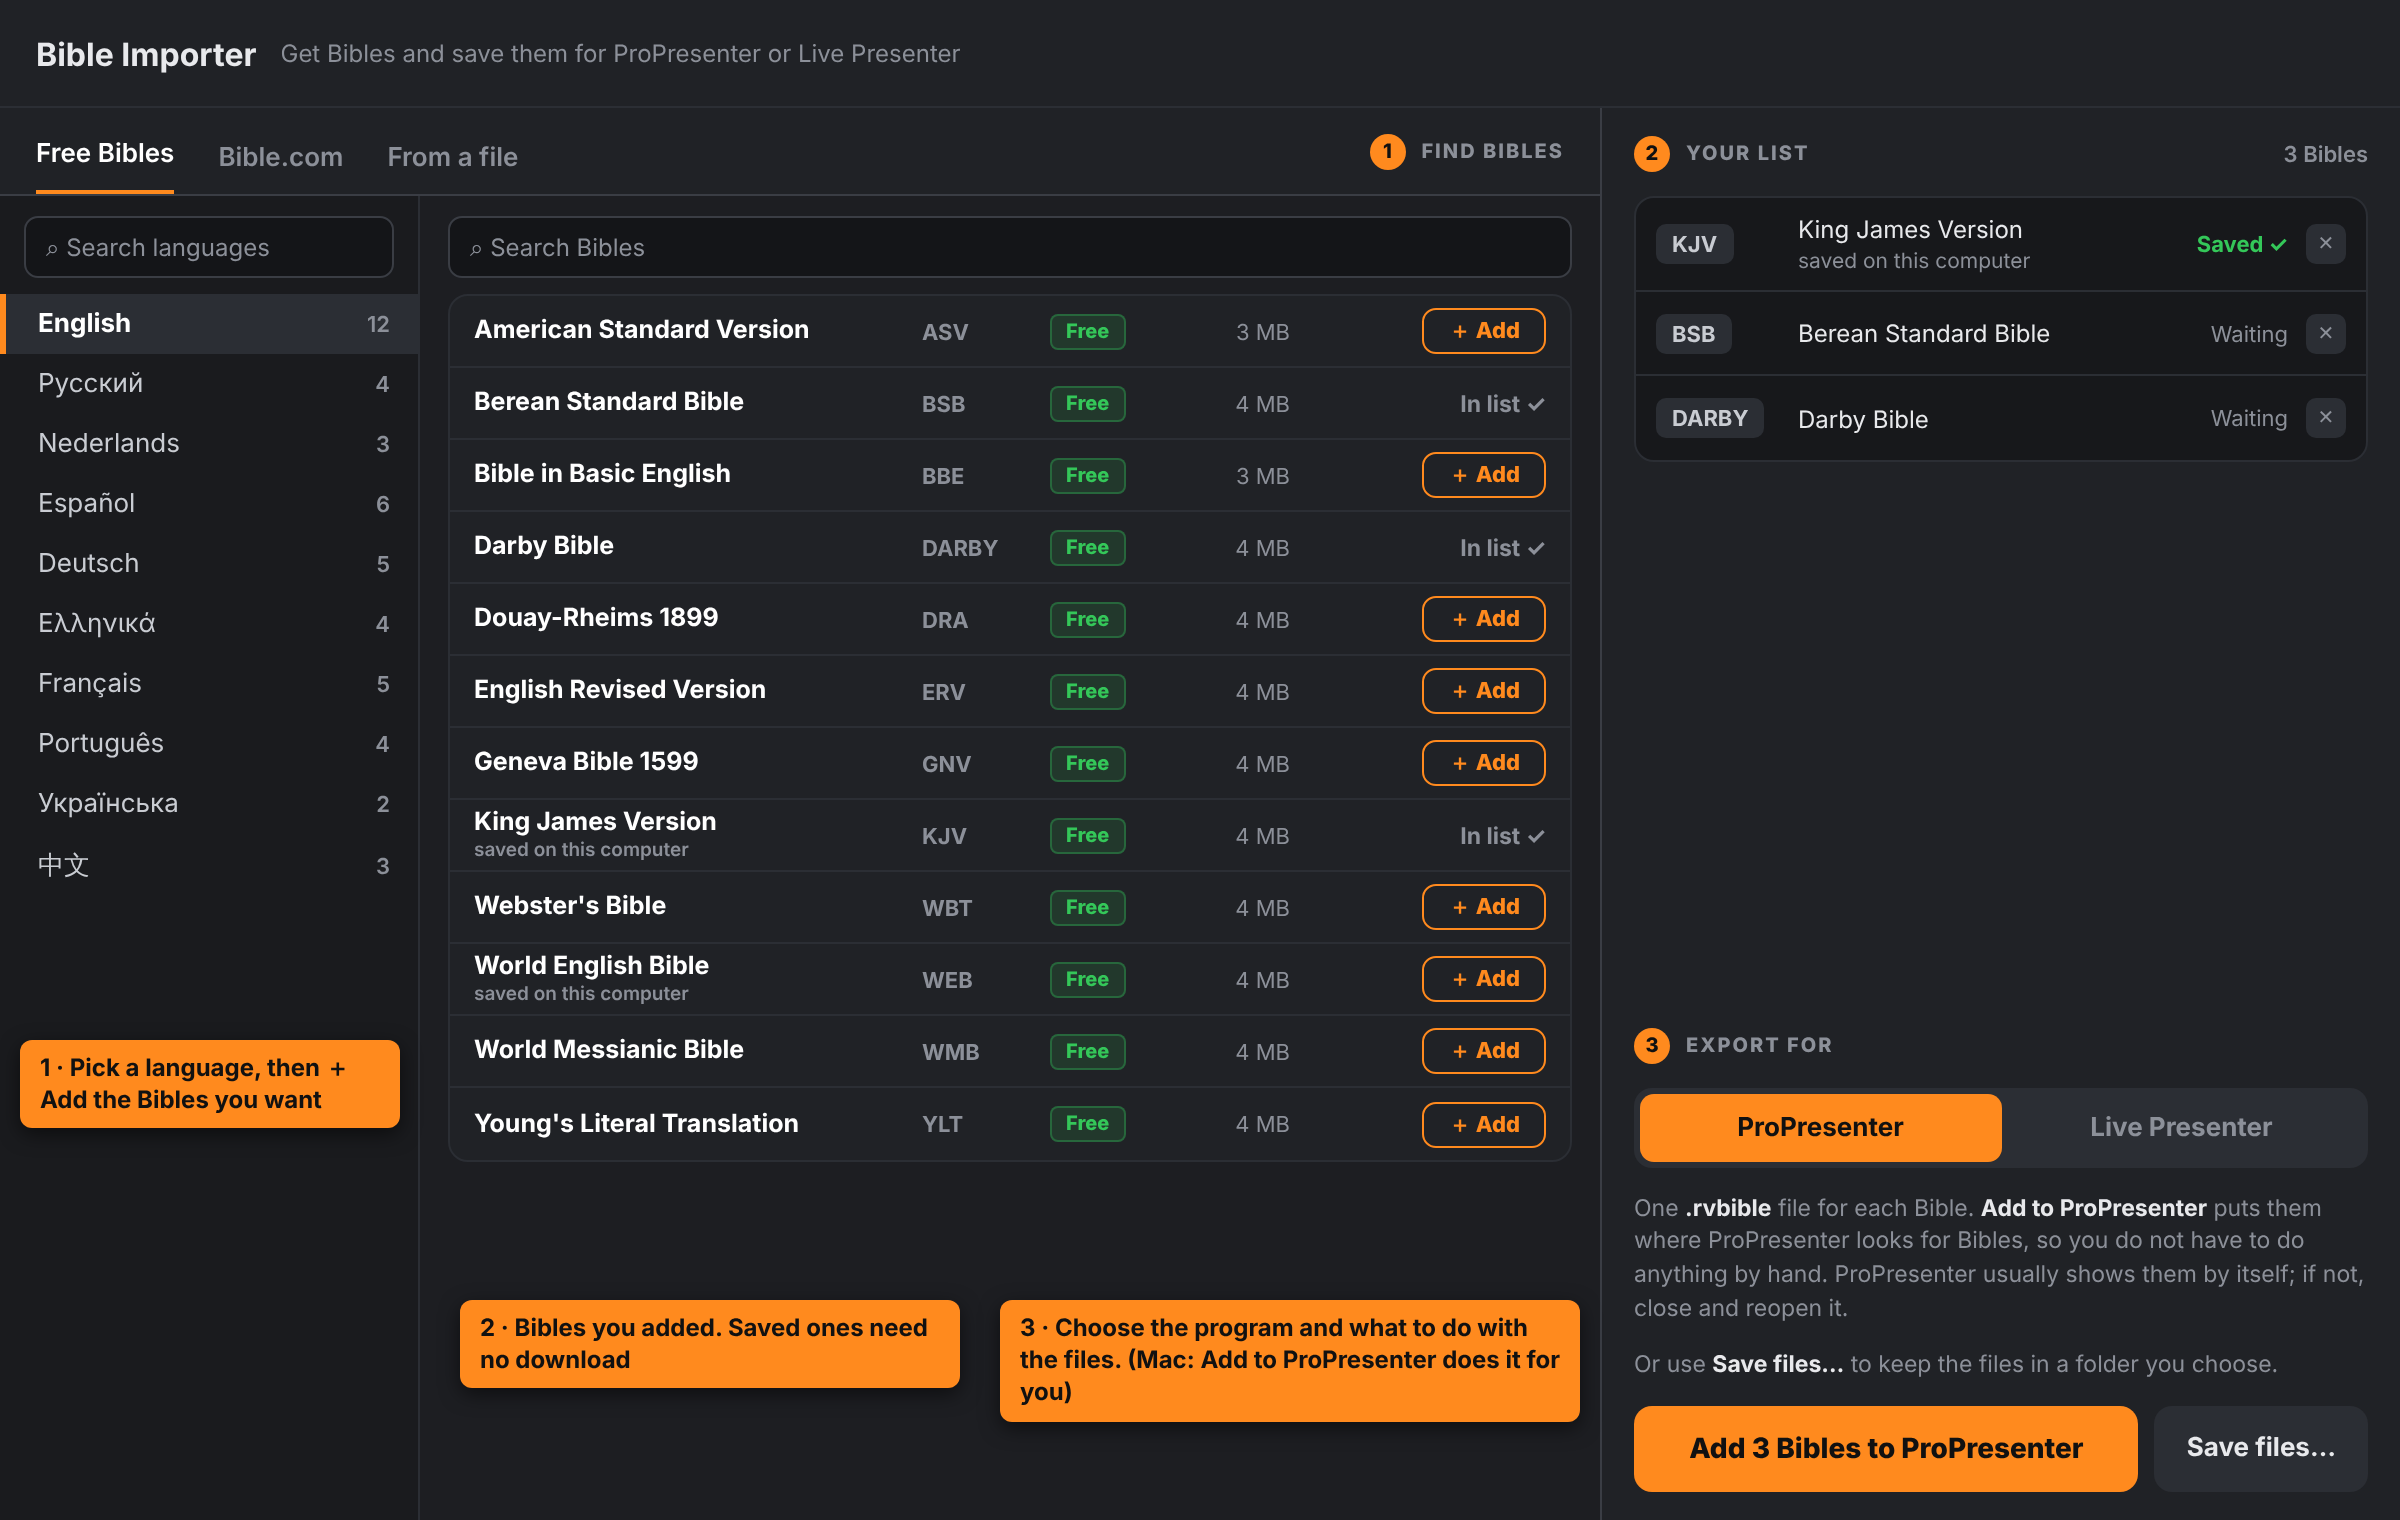 Bible Importer Get Bibles and save them for ProPresenter or Live Presenter
Free Bibles Bible.com From a file
1 FIND BIBLES
Search languages
English 12
Русский 4
Nederlands 3
Español 6
Deutsch 5
Ελληνικά 4
Français 5
Português 4
Українська 2
中文 3
1 · Pick a language, then +
Add the Bibles you want
Search Bibles
American Standard Version ASV Free 3 MB + Add
Berean Standard Bible BSB Free 4 MB In list ✓
Bible in Basic English BBE Free 3 MB + Add
Darby Bible DARBY Free 4 MB In list ✓
Douay-Rheims 1899 DRA Free 4 MB + Add
English Revised Version ERV Free 4 MB + Add
Geneva Bible 1599 GNV Free 4 MB + Add
King James Version KJV Free 4 MB In list ✓
saved on this computer
Webster's Bible WBT Free 4 MB + Add
World English Bible WEB Free 4 MB + Add
saved on this computer
World Messianic Bible WMB Free 4 MB + Add
Young's Literal Translation YLT Free 4 MB + Add
2 · Bibles you added. Saved ones need
no download
3 · Choose the program and what to do with
the files. (Mac: Add to ProPresenter does it for
you)
2 YOUR LIST 3 Bibles
KJV King James Version Saved ✓ ×
saved on this computer
BSB Berean Standard Bible Waiting ×
DARBY Darby Bible Waiting ×
3 EXPORT FOR
ProPresenter Live Presenter
One .rvbible file for each Bible. Add to ProPresenter puts them
where ProPresenter looks for Bibles, so you do not have to do
anything by hand. ProPresenter usually shows them by itself; if not,
close and reopen it.
Or use Save files... to keep the files in a folder you choose.
Add 3 Bibles to ProPresenter Save files...